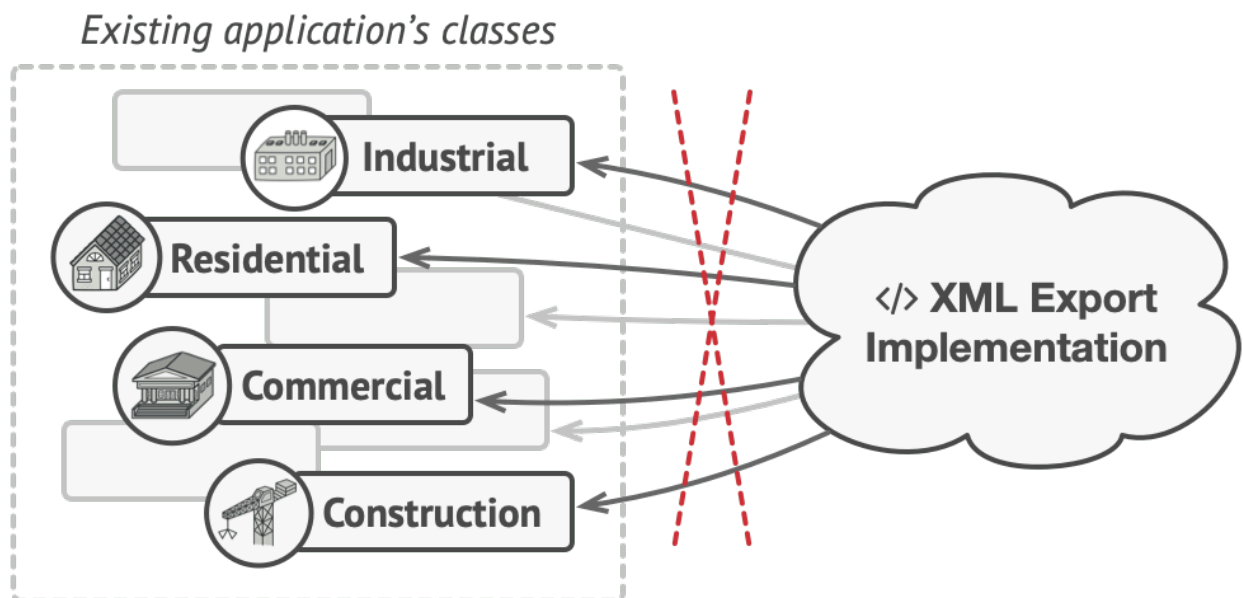 Existing application's classes
Industrial
Residential
Commercial
Construction
</> XML Export
Implementation